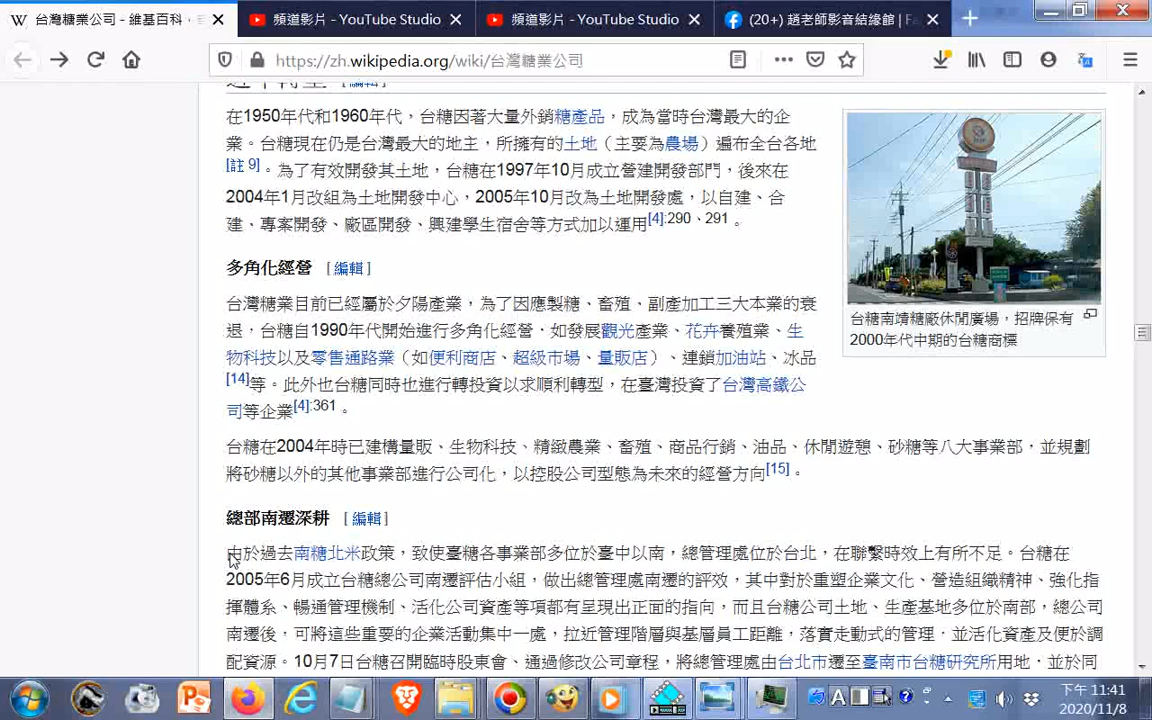 台灣糖業公司 - 維基百科，
頻道影片 - YouTube Studio
頻道影片 - YouTube Studio
(20+) 趙老師影音結緣館 | Fa
https://zh.wikipedia.org/wiki/台灣糖業公司
在1950年代和1960年代，台糖因著大量外銷糖產品，成為當時台灣最大的企
業。台糖現在仍是台灣最大的地主，所擁有的土地（主要為農場）遍布全台各地
[註 9]。為了有效開發其土地，台糖在1997年10月成立營建開發部門，後來在
2004年1月改組為土地開發中心，2005年10月改為土地開發處，以自建、合
建、專案開發、廠區開發、興建學生宿舍等方式加以運用[4]:290、291。
台糖南靖糖廠休閒廣場，招牌保有
2000年代中期的台糖商標
多角化經營 [編輯]
台灣糖業目前已經屬於夕陽產業，為了因應製糖、畜殖、副產加工三大本業的衰
退，台糖自1990年代開始進行多角化經營，如發展觀光產業、花卉養殖業、生
物科技以及零售通路業（如便利商店、超級市場、量販店）、連鎖加油站、冰品
[14]等。此外也台糖同時也進行轉投資以求順利轉型，在臺灣投資了台灣高鐵公
司等企業[4]:361。
台糖在2004年時已建構量販、生物科技、精緻農業、畜殖、商品行銷、油品、休閒遊憩、砂糖等八大事業部，並規劃
將砂糖以外的其他事業部進行公司化，以控股公司型態為未來的經營方向[15]。
總部南遷深耕 [編輯]
由於過去南糖北米政策，致使臺糖各事業部多位於臺中以南，總管理處位於台北，在聯繫時效上有所不足。台糖在
2005年6月成立台糖總公司南遷評估小組，做出總管理處南遷的評效，其中對於重塑企業文化、營造組織精神、強化指
揮體系、暢通管理機制、活化公司資產等項都有呈現出正面的指向，而且台糖公司土地、生產基地多位於南部，總公司
南遷後，可將這些重要的企業活動集中一處，拉近管理階層與基層員工距離，落實走動式的管理，並活化資產及便於調
配資源。10月7日台糖召開臨時股東會、通過修改公司章程，將總管理處由台北市遷至臺南市台糖研究所用地，並於同
下午 11:41
2020/11/8